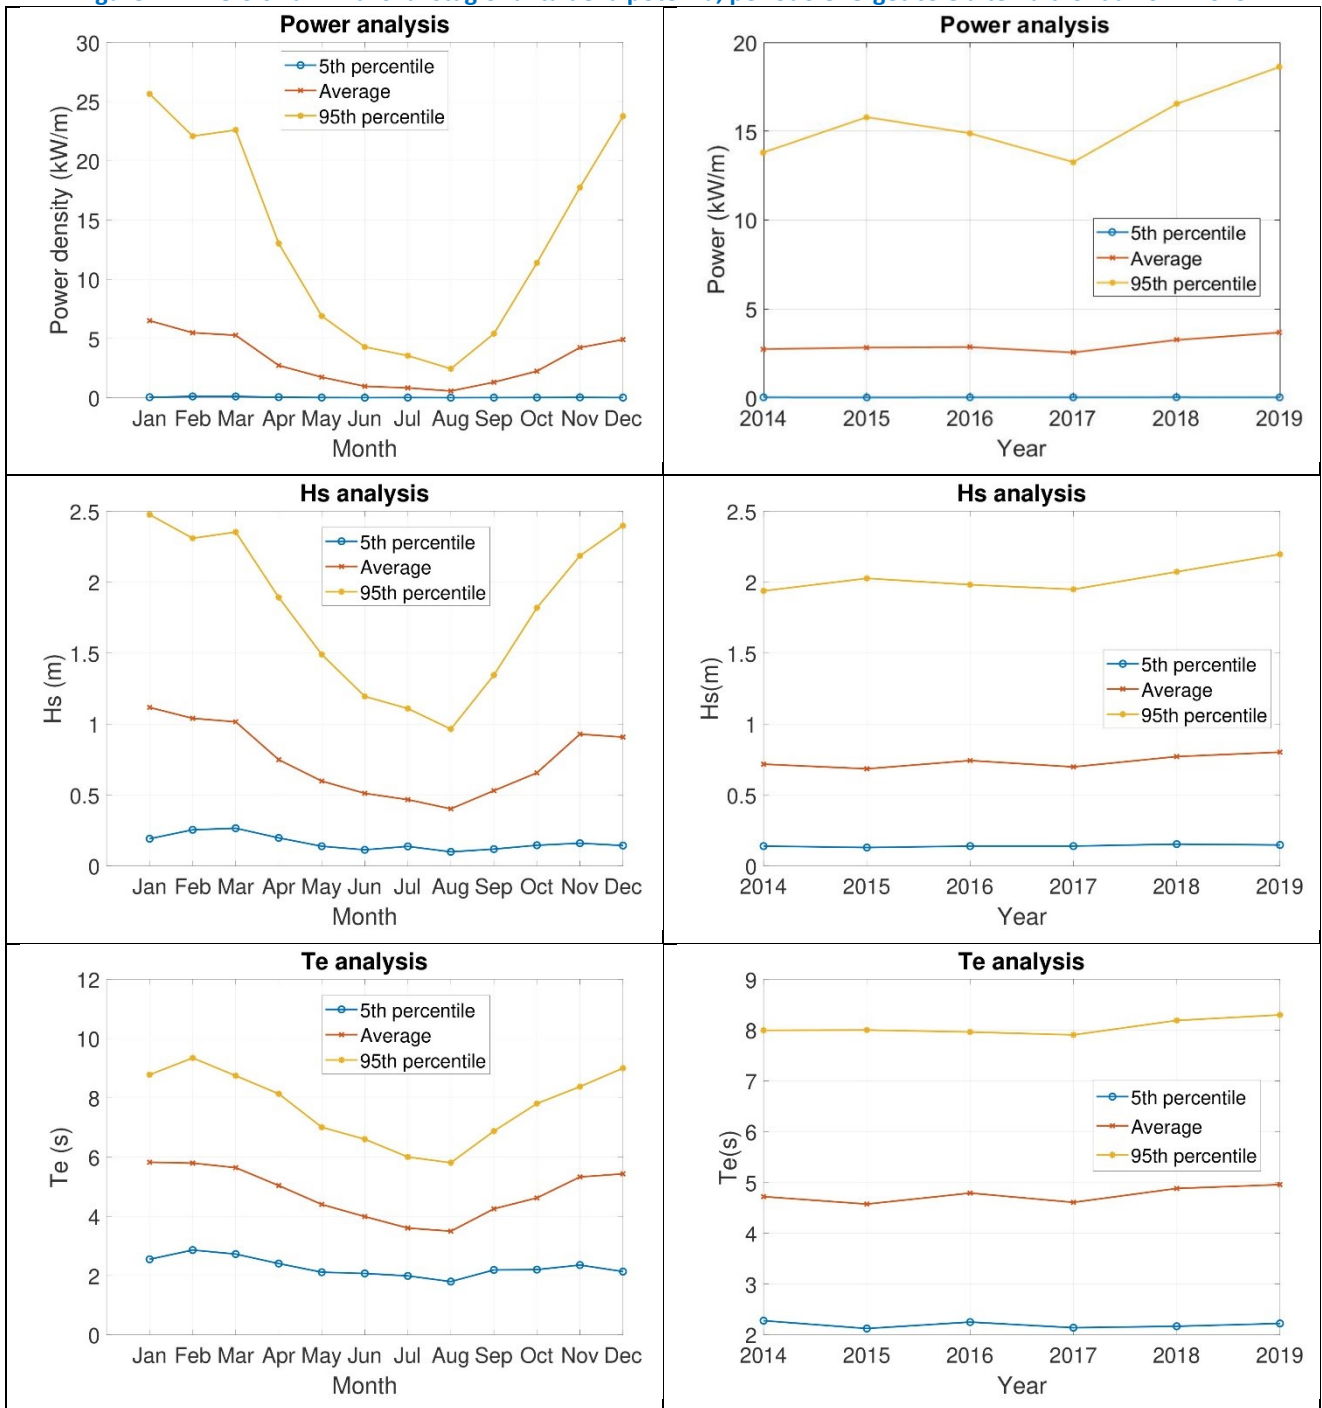 Power analysis
30
25
20
15
10
5
0
Power density (kW/m)
5th percentile
Average
95th percentile
Jan Feb Mar Apr May Jun Jul Aug Sep Oct Nov Dec
Month
Power analysis
20
15
10
5
0
Power (kW/m)
5th percentile
Average
95th percentile
2014 2015 2016 2017 2018 2019
Year
Hs analysis
2.5
2
1.5
1
0.5
0
Hs (m)
5th percentile
Average
95th percentile
Jan Feb Mar Apr May Jun Jul Aug Sep Oct Nov Dec
Month
Hs analysis
2.5
2
1.5
1
0.5
0
Hs(m)
5th percentile
Average
95th percentile
2014 2015 2016 2017 2018 2019
Year
Te analysis
12
10
8
6
4
2
0
Te (s)
5th percentile
Average
95th percentile
Jan Feb Mar Apr May Jun Jul Aug Sep Oct Nov Dec
Month
Te analysis
9
8
7
6
5
4
3
2
Te(s)
5th percentile
Average
95th percentile
2014 2015 2016 2017 2018 2019
Year